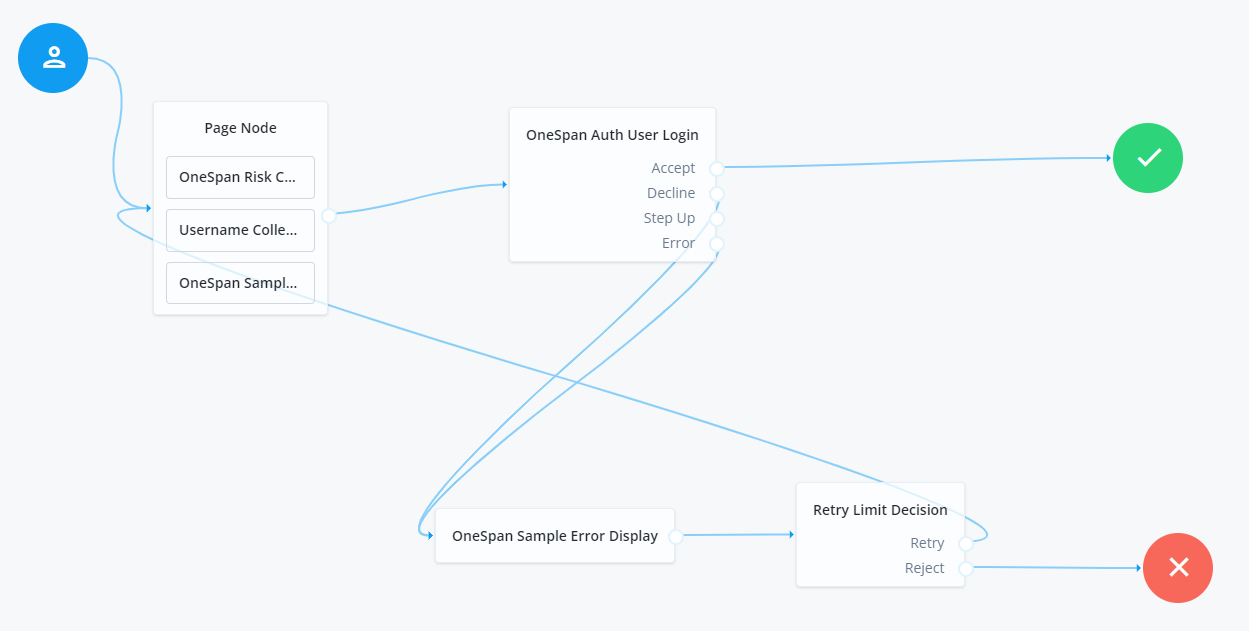 Page Node
OneSpan Risk C...
Username Colle...
OneSpan Sampl...
OneSpan Auth User Login
Accept
Decline
Step Up
Error
OneSpan Sample Error Display
Retry Limit Decision
Retry
Reject